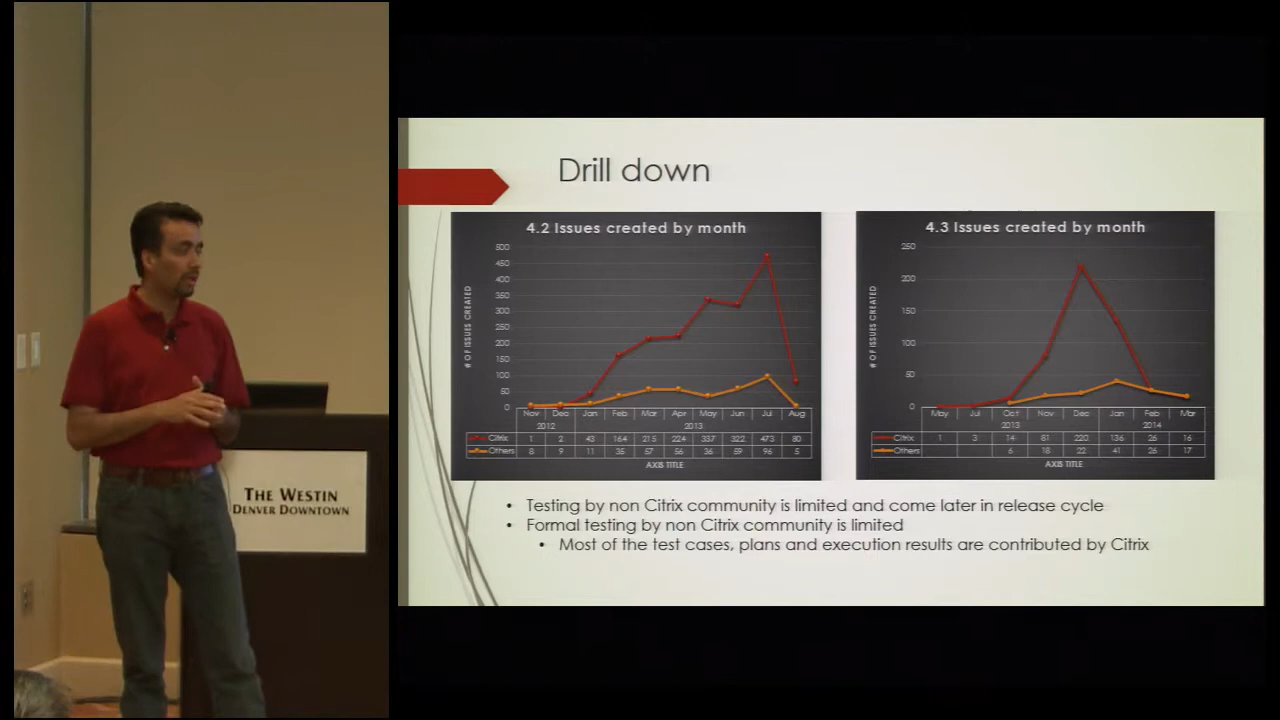 THE WESTIN
DENVER DOWNTOWN
Drill down
4.2 Issues created by month
# OF ISSUES CREATED
500
450
400
350
300
250
200
150
100
50
0
Nov Dec Jan Feb Mar Apr May Jun Jul Aug
2012 2013
Citrix 1 2 43 164 215 224 337 322 473 80
Others 8 9 11 35 57 56 36 59 96 5
AXIS TITLE
4.3 Issues created by month
# OF ISSUES CREATED
250
200
150
100
50
0
May Jul Oct Nov Dec Jan Feb Mar
2013 2014
Citrix 1 3 14 81 220 136 26 16
Others 6 18 22 41 26 17
AXIS TITLE
• Testing by non Citrix community is limited and come later in release cycle
• Formal testing by non Citrix community is limited
• Most of the test cases, plans and execution results are contributed by Citrix